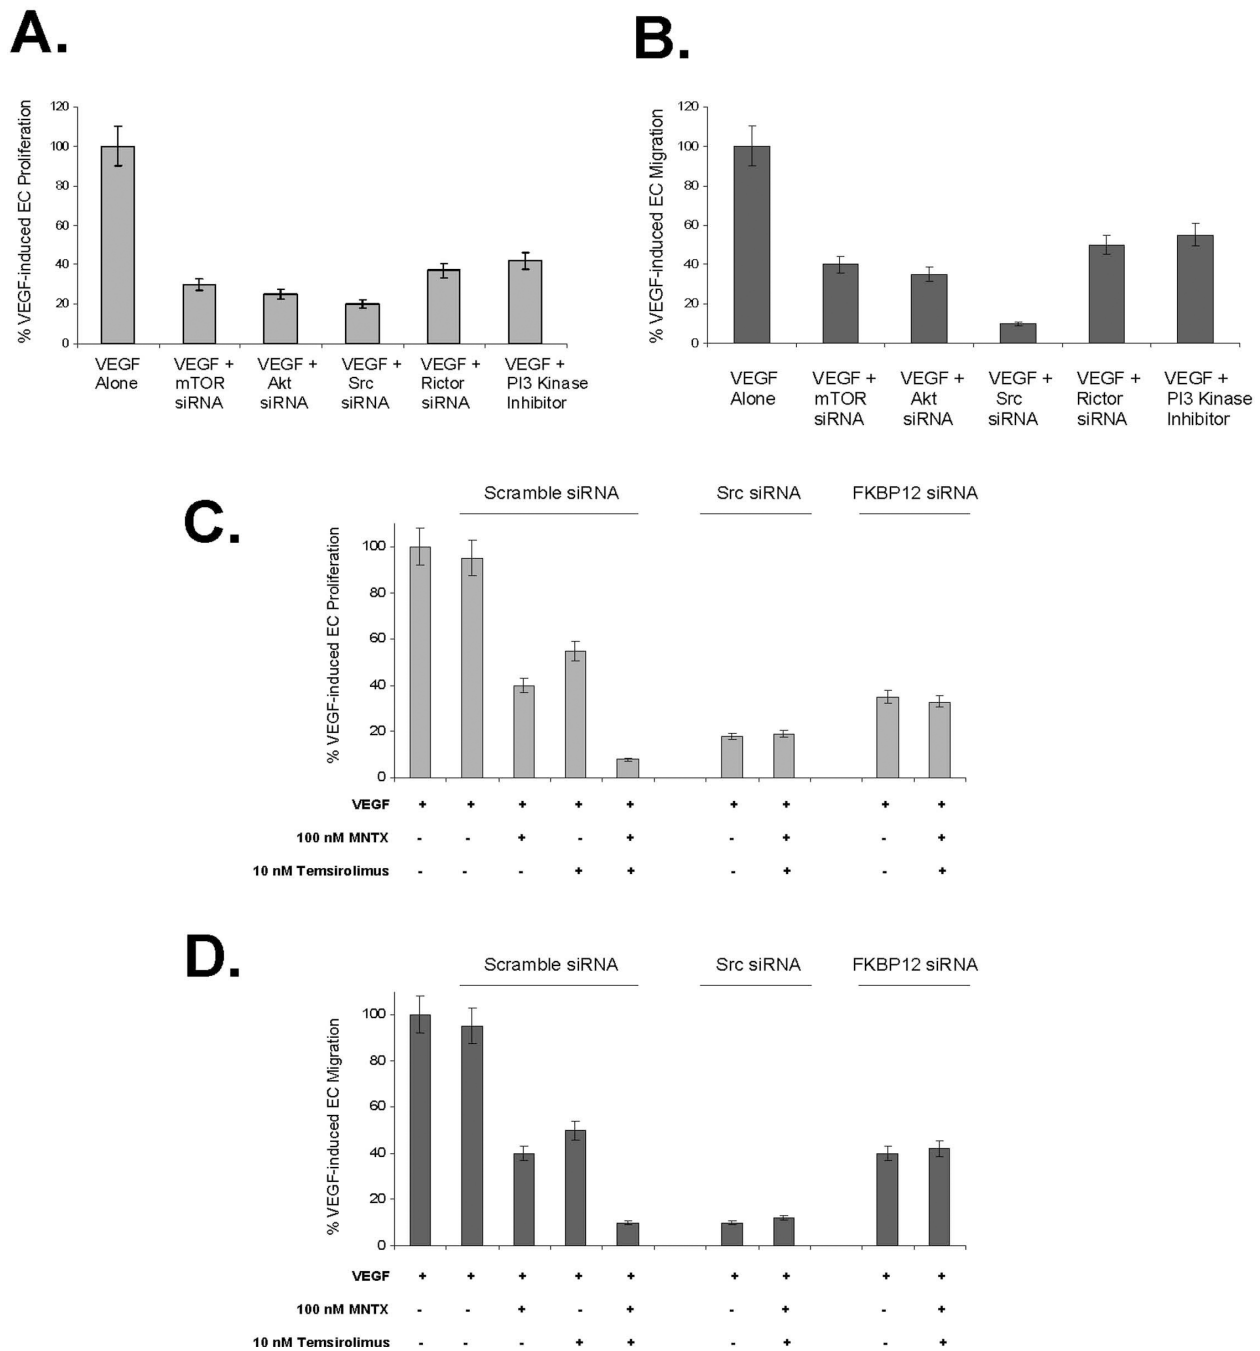 A.
% VEGF-induced EC Proliferation
120
100
80
60
40
20
0
VEGF Alone
VEGF + mTOR siRNA
VEGF + Akt siRNA
VEGF + Src siRNA
VEGF + Rictor siRNA
VEGF + PI3 Kinase Inhibitor
B.
% VEGF-induced EC Migration
120
100
80
60
40
20
0
VEGF Alone
VEGF + mTOR siRNA
VEGF + Akt siRNA
VEGF + Src siRNA
VEGF + Rictor siRNA
VEGF + PI3 Kinase Inhibitor
C.
Scramble siRNA Src siRNA FKBP12 siRNA
% VEGF-induced EC Proliferation
100
80
60
40
20
0
VEGF + + + + + + + + +
100 nM MNTX - - + - + - + - +
10 nM Temsirolimus - - - + + - + - +
D.
Scramble siRNA Src siRNA FKBP12 siRNA
% VEGF-induced EC Migration
100
80
60
40
20
0
VEGF + + + + + + + + +
100 nM MNTX - - + - + - + - +
10 nM Temsirolimus - - - + + - + - +